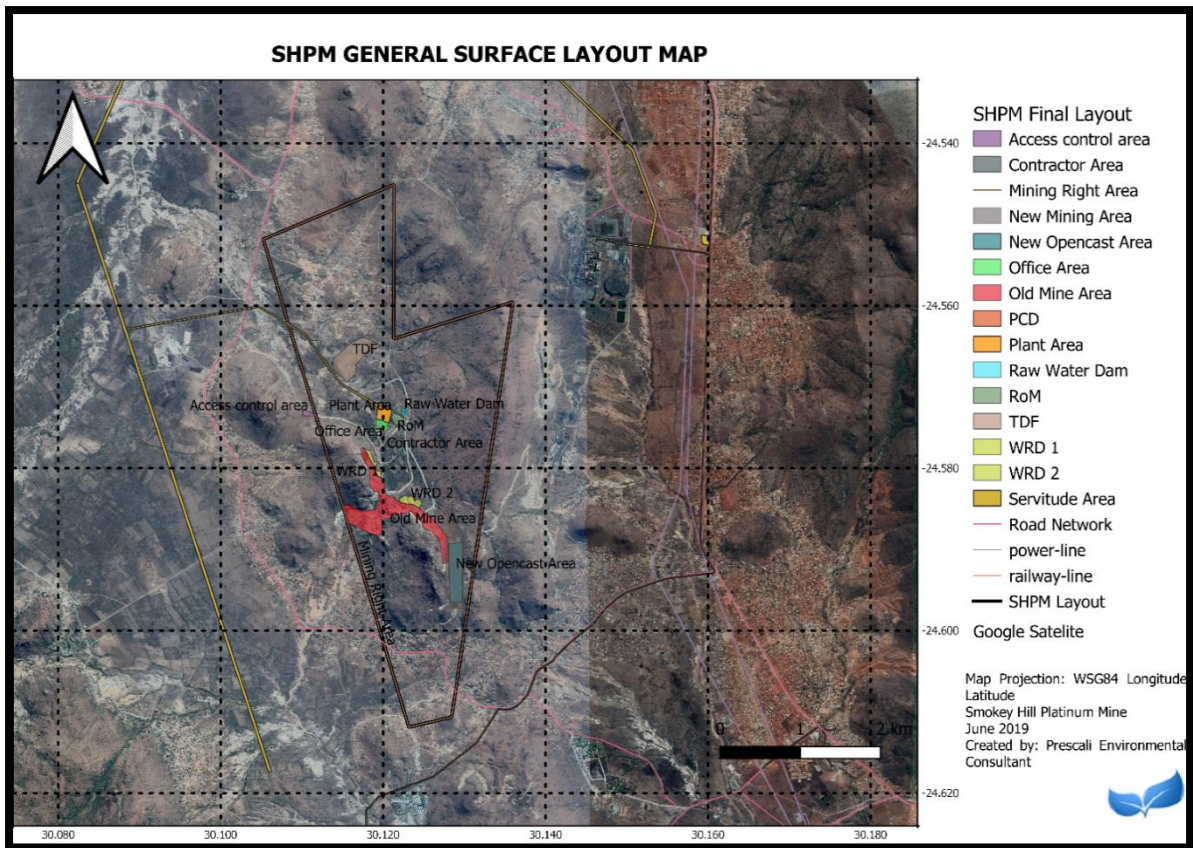 SHPM GENERAL SURFACE LAYOUT MAP
TDF
Access control area
Plant Area
Raw Water Dam
Office Area
RoM
Contractor Area
WRD 1
WRD 2
Old Mine Area
New Opencast Area
Mining Right Area
0 1 2 km
-24.540
-24.560
-24.580
-24.600
-24.620
30.080 30.100 30.120 30.140 30.160 30.180
SHPM Final Layout
Access control area
Contractor Area
Mining Right Area
New Mining Area
New Opencast Area
Office Area
Old Mine Area
PCD
Plant Area
Raw Water Dam
RoM
TDF
WRD 1
WRD 2
Servitude Area
Road Network
power-line
railway-line
SHPM Layout
Google Satelite
Map Projection: WSG84 Longitude
Latitude
Smokey Hill Platinum Mine
June 2019
Created by: Prescali Environmental
Consultant